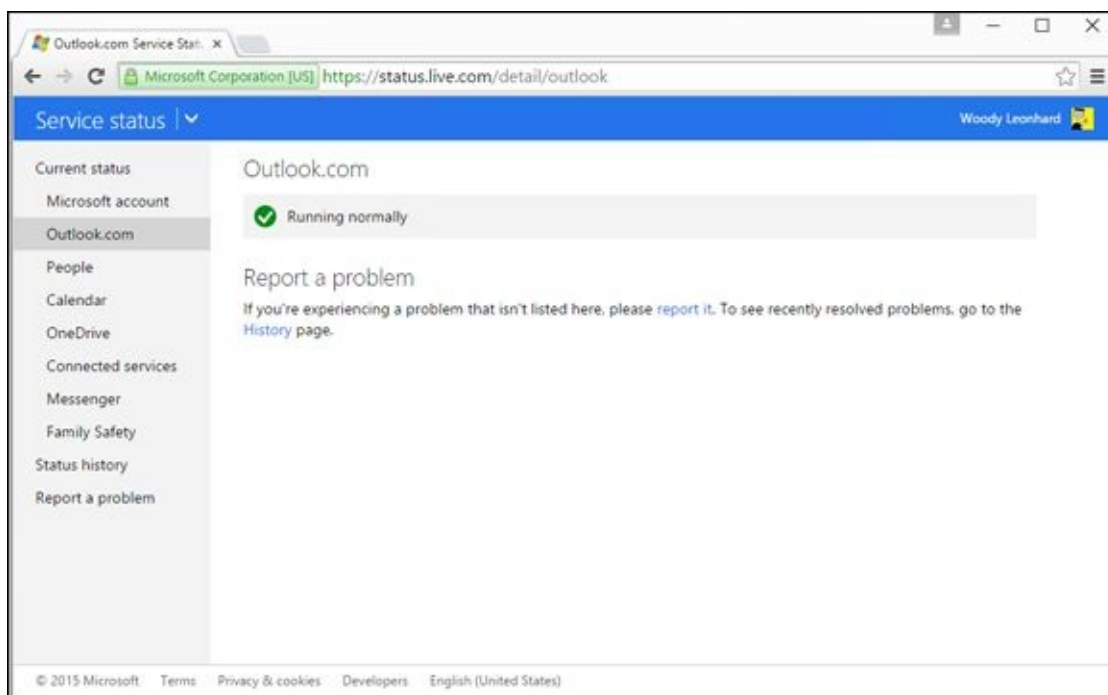 Outlook.com Service Stat.
Microsoft Corporation [US] https://status.live.com/detail/outlook
Service status
Woody Leonhard
Current status
Microsoft account
Outlook.com
People
Calendar
OneDrive
Connected services
Messenger
Family Safety
Status history
Report a problem
Outlook.com
Running normally
Report a problem
If you're experiencing a problem that isn't listed here, please report it. To see recently resolved problems, go to the
History page.
© 2015 Microsoft Terms Privacy & cookies Developers English (United States)